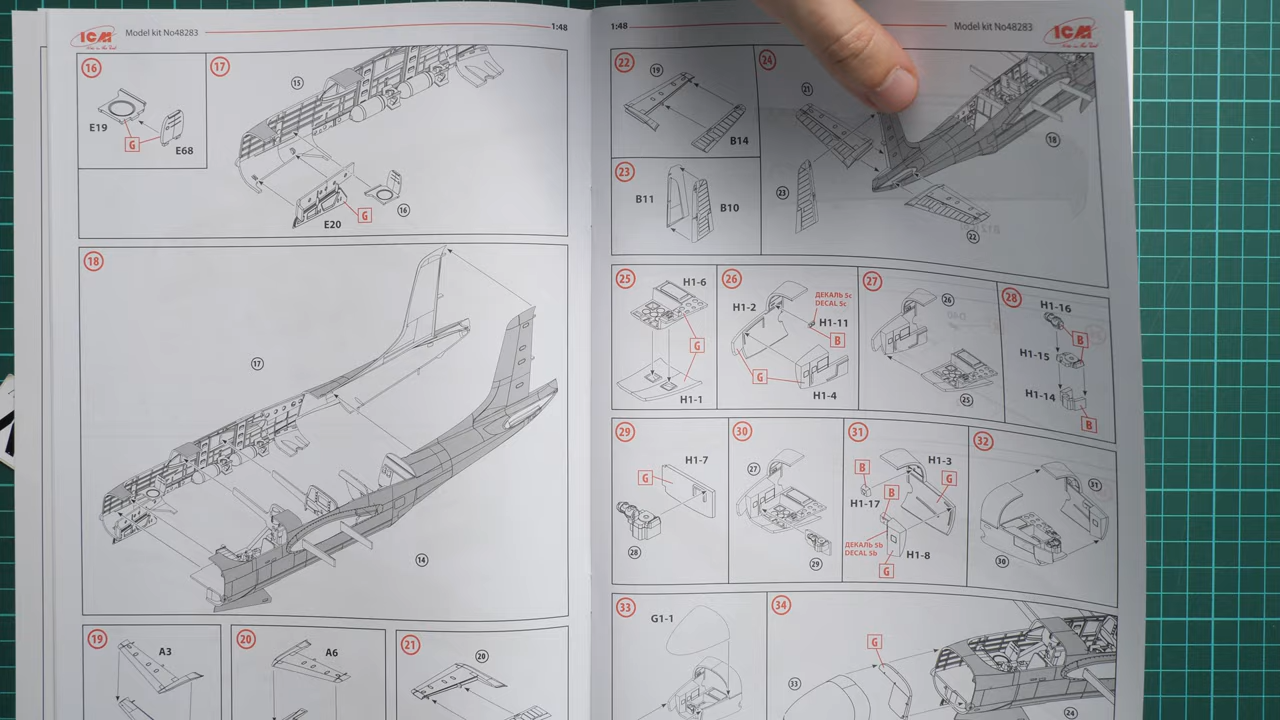 ICM
Model kit No48283
1:48
16
E19
G
E68
17
15
E20
G
16
18
17
14
19
A3
20
A6
21
20
1:48
Model kit No48283
ICM
22
19
B14
23
B11
B10
24
21
18
23
22
25
H1-6
G
H1-1
26
H1-2
ДЕКАЛЬ 5c
DECAL 5c
H1-11
B
G
H1-4
27
26
25
28
H1-16
B
H1-15
H1-14
B
29
H1-7
G
28
30
27
29
31
H1-3
B
G
H1-17
B
ДЕКАЛЬ 5b
DECAL 5b
H1-8
G
32
31
30
33
G1-1
34
G
33
24